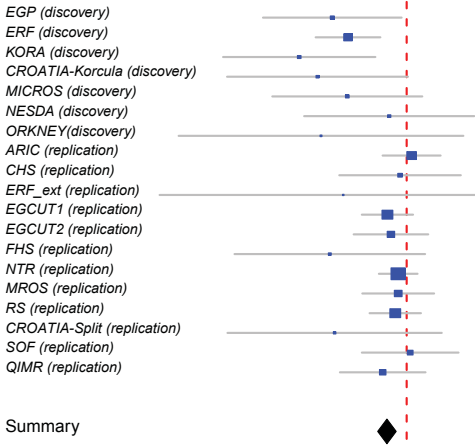 EGP (discovery)
ERF (discovery)
KORA (discovery)
CROATIA-Korcula (discovery)
MICROS (discovery)
NESDA (discovery)
ORKNEY(discovery)
ARIC (replication)
CHS (replication)
ERF_ext (replication)
EGCUT1 (replication)
EGCUT2 (replication)
FHS (replication)
NTR (replication)
MROS (replication)
RS (replication)
CROATIA-Split (replication)
SOF (replication)
QIMR (replication)
Summary